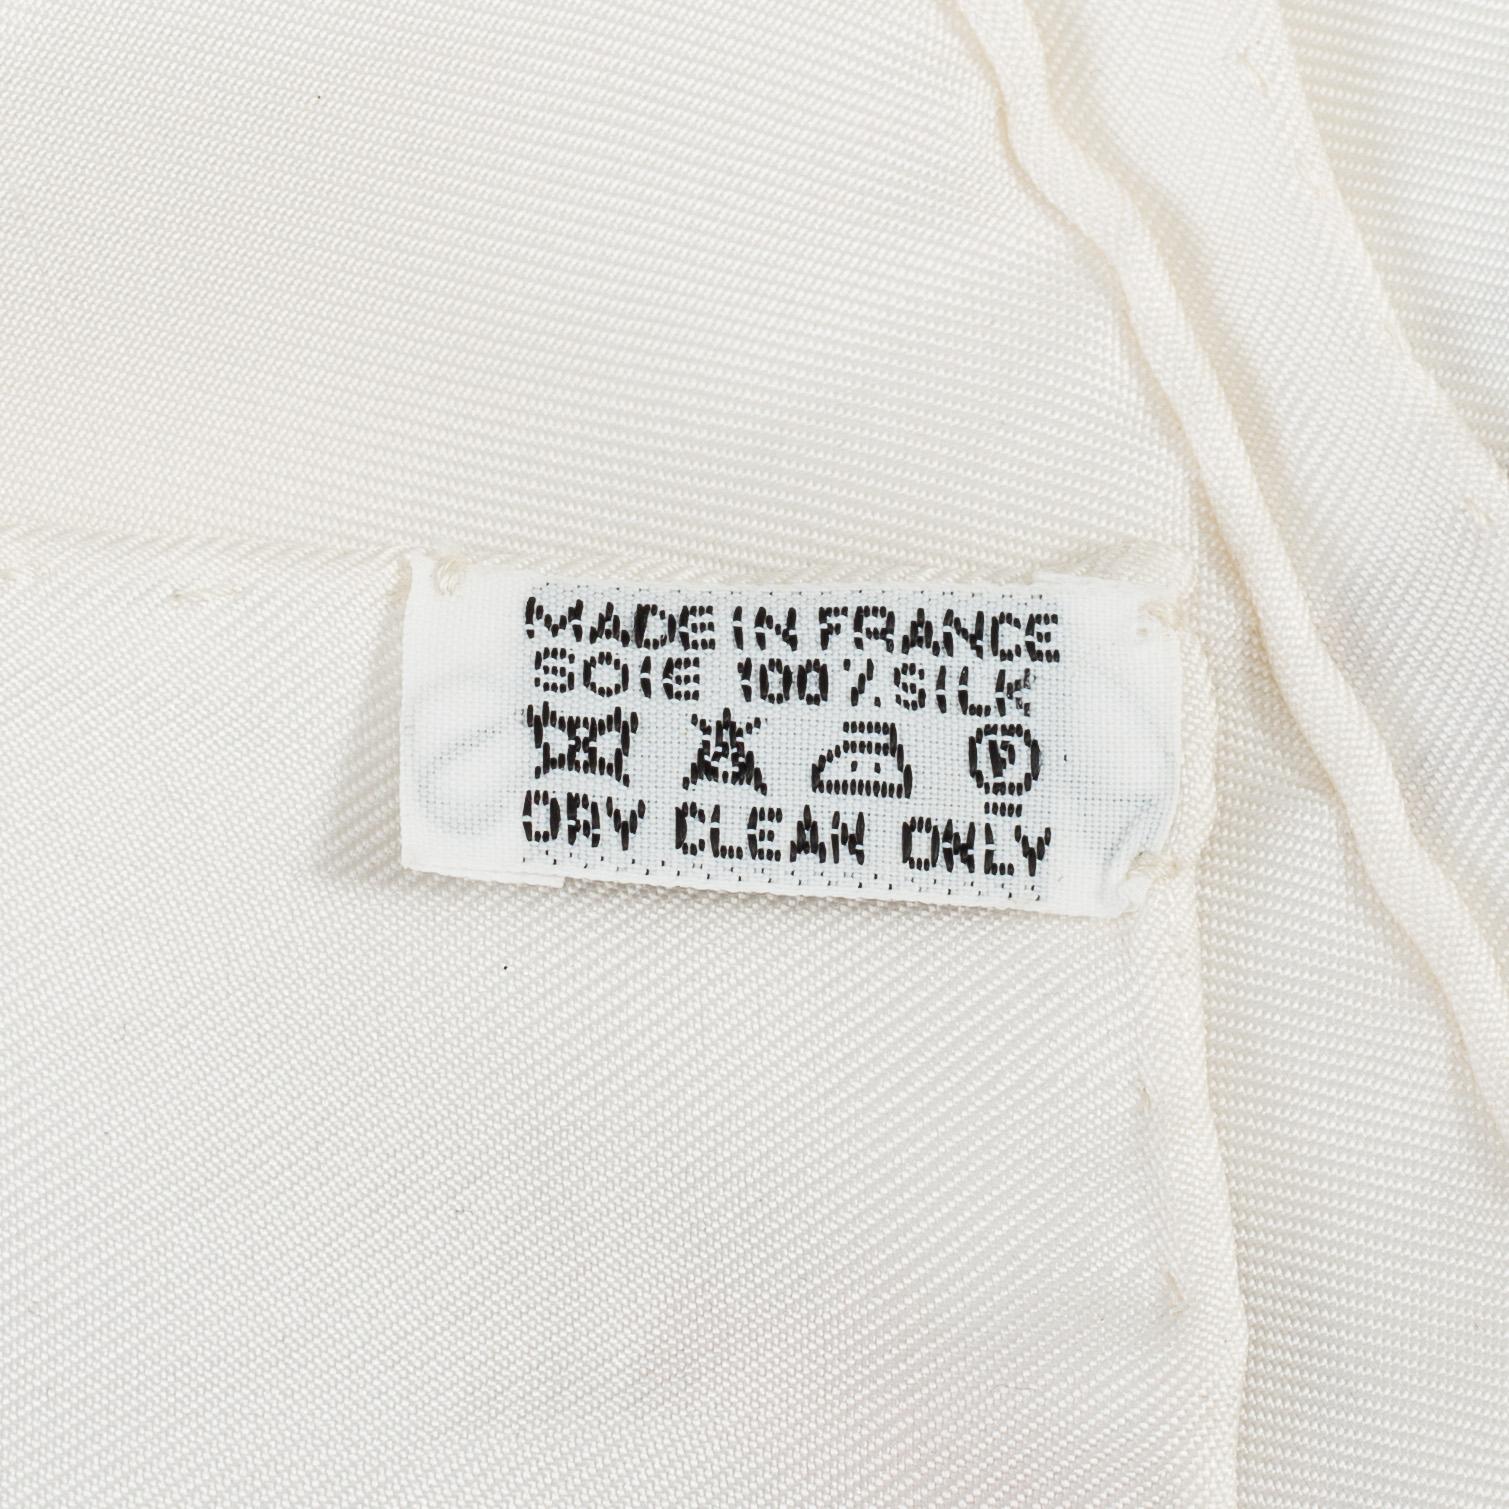 MADE IN FRANCE
SOIE 100% SILK
P
DRY CLEAN ONLY